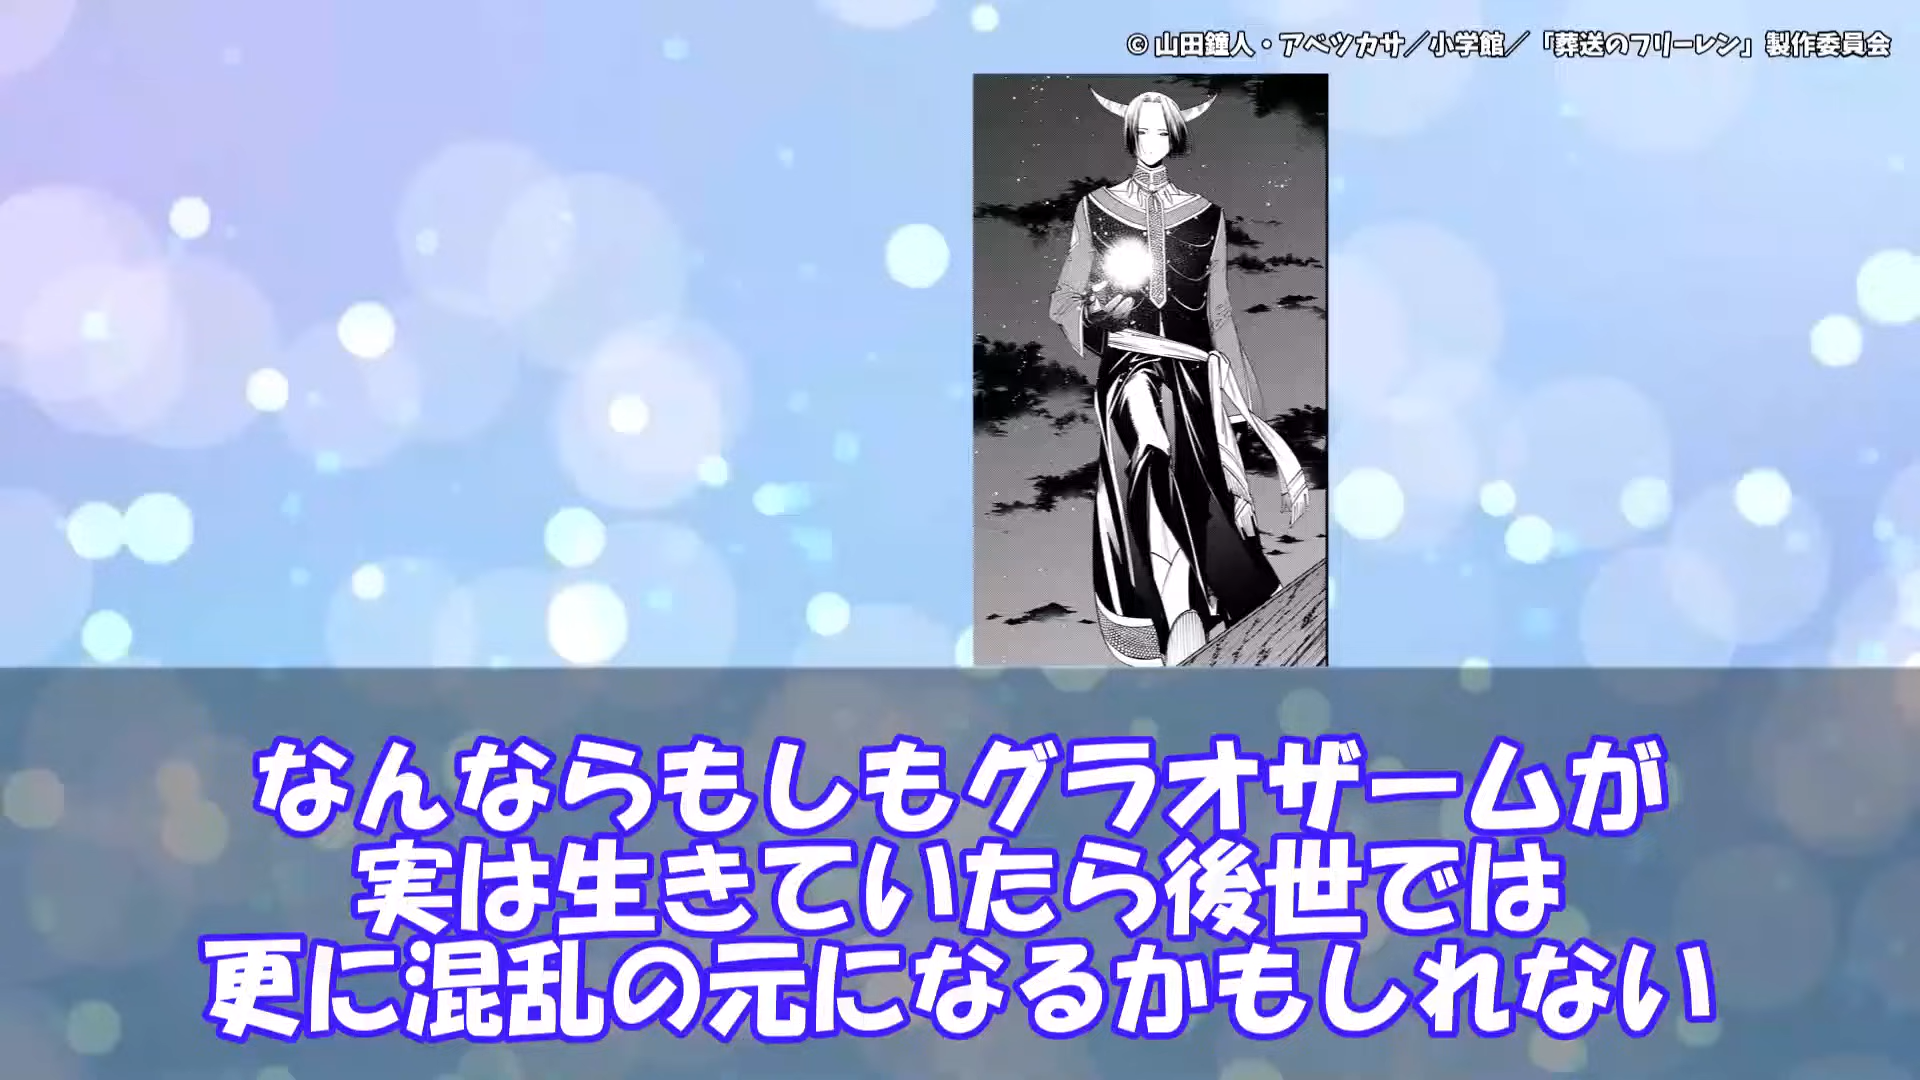 © 山田鐘人・アベツカサ／小学館／「葬送のフリーレン」製作委員会
なんならもしもグラオザームが
実は生きていたら後世では
更に混乱の元になるかもしれない